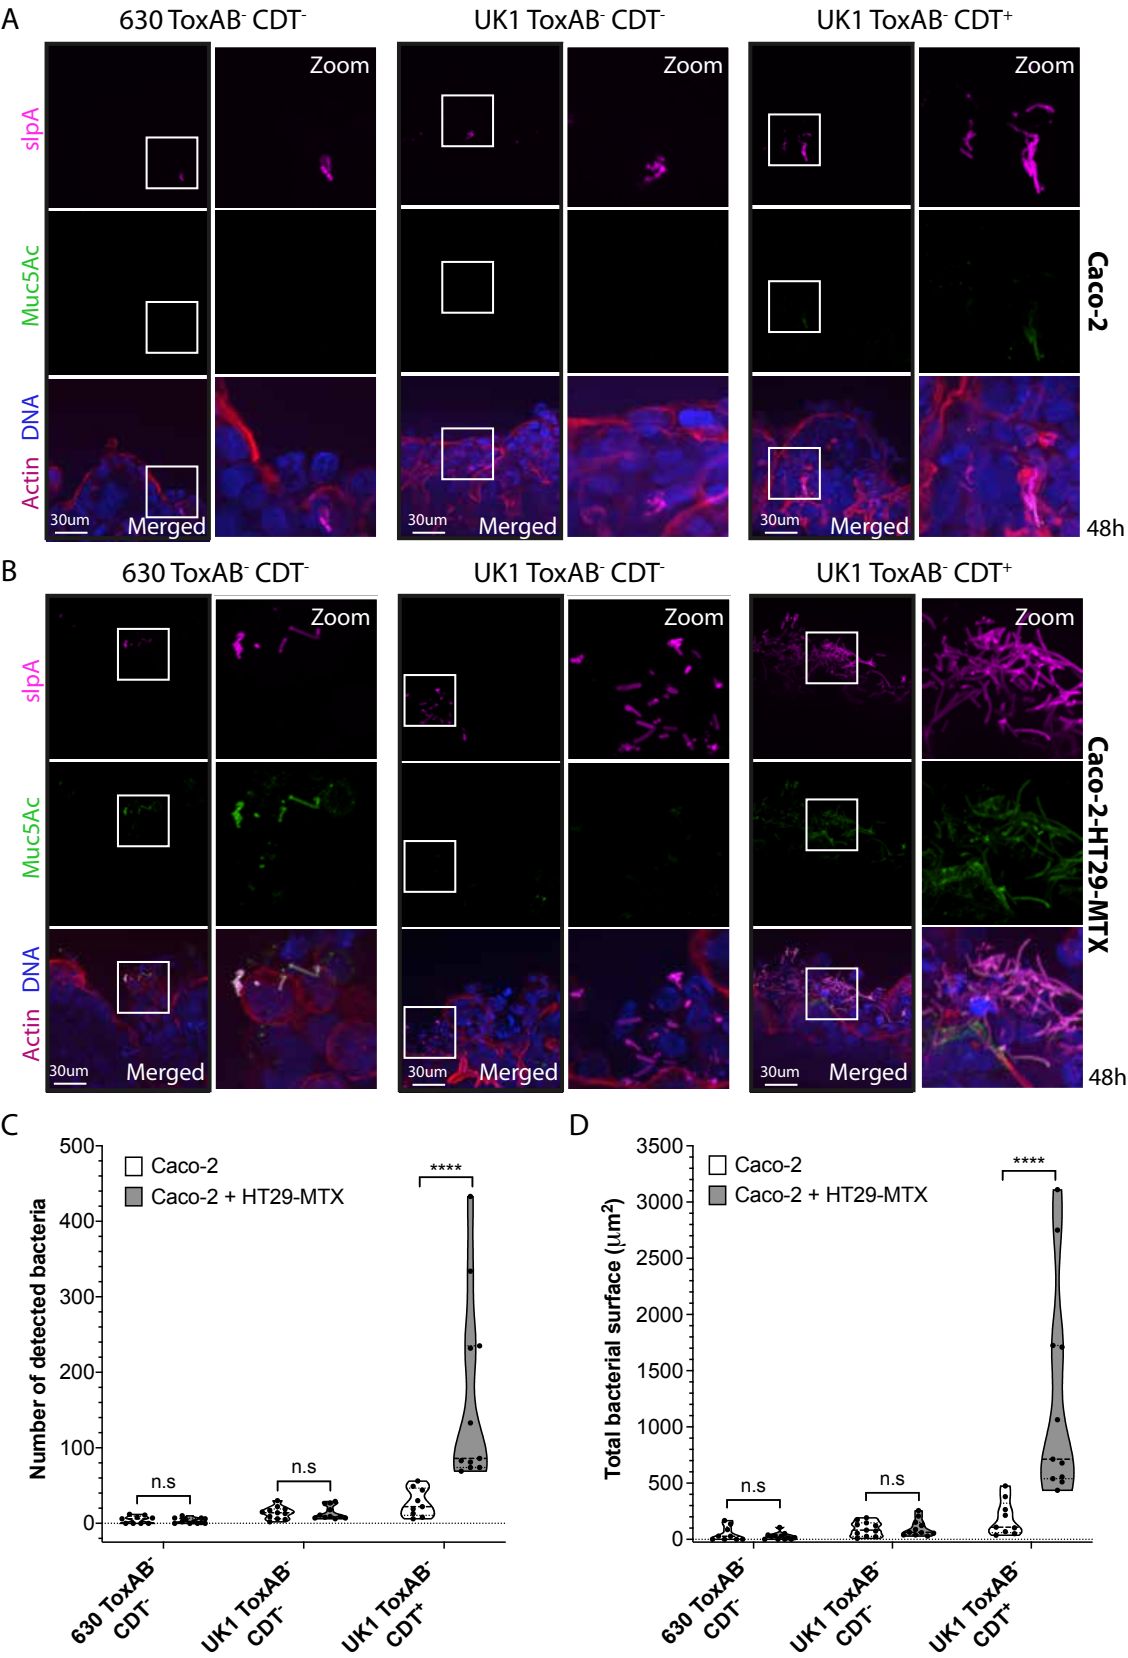 A
630 ToxAB- CDT-
UK1 ToxAB- CDT-
UK1 ToxAB- CDT+
slpA
Zoom
Zoom
Zoom
Muc5Ac
Caco-2
Actin DNA
30um
Merged
30um
Merged
30um
Merged
48h
B
630 ToxAB- CDT-
UK1 ToxAB- CDT-
UK1 ToxAB- CDT+
slpA
Zoom
Zoom
Zoom
Muc5Ac
Caco-2-HT29-MTX
Actin DNA
30um
Merged
30um
Merged
30um
Merged
48h
C
Number of detected bacteria
500
400
300
200
100
0
Caco-2
Caco-2 + HT29-MTX
n.s
n.s
****
630 ToxAB-
CDT-
UK1 ToxAB-
CDT-
UK1 ToxAB-
CDT+
D
Total bacterial surface (μm2)
3500
3000
2500
2000
1500
1000
500
0
Caco-2
Caco-2 + HT29-MTX
n.s
n.s
****
630 ToxAB-
CDT-
UK1 ToxAB-
CDT-
UK1 ToxAB-
CDT+